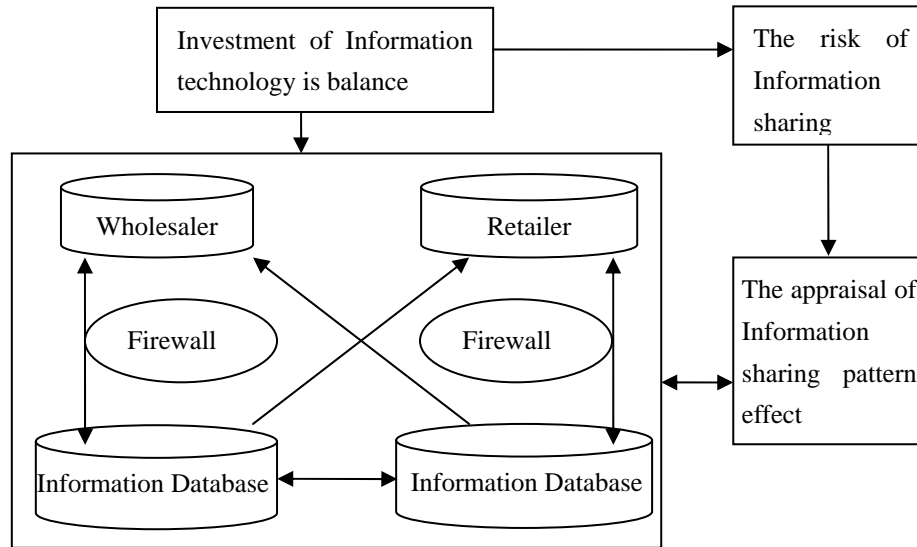 Investment of Information
technology is balance
The risk of
Information
sharing
Wholesaler
Retailer
Firewall
Firewall
The appraisal of
Information
sharing pattern
effect
Information Database
Information Database